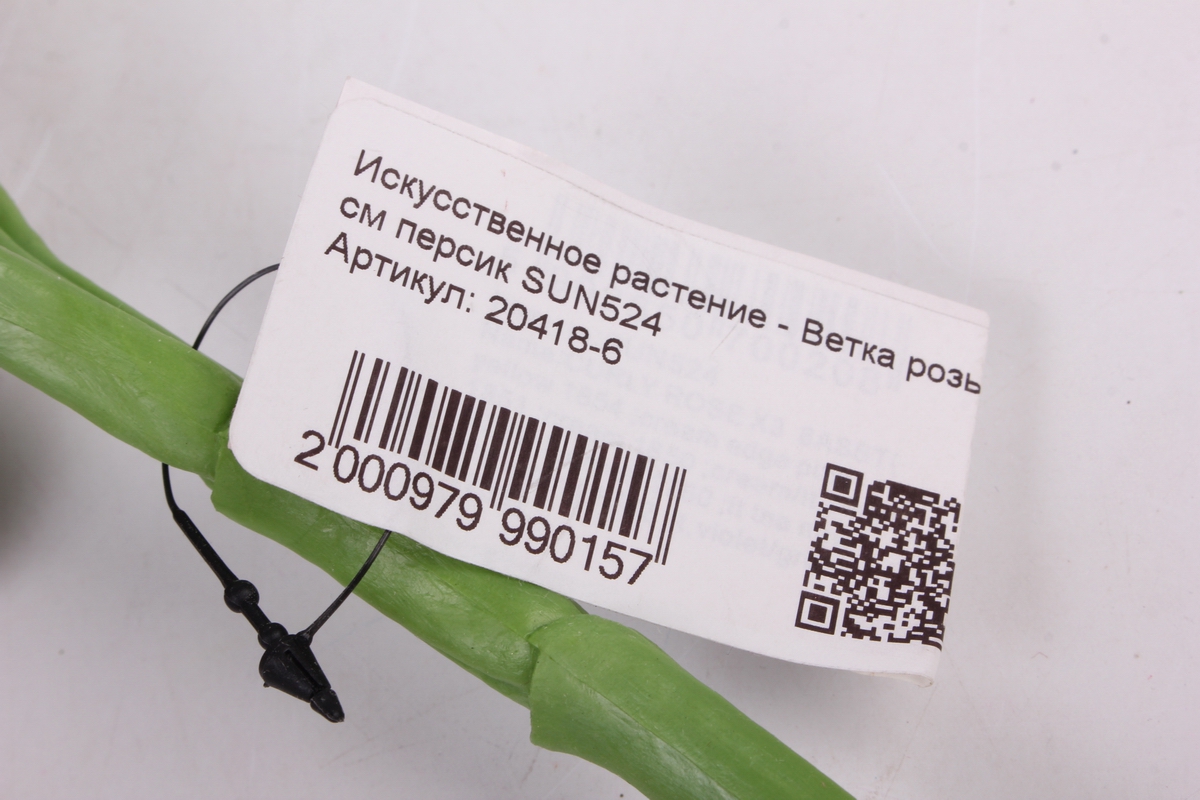 Искусственное растение - Ветка розы
см персик SUN524
Артикул: 20418-6
2 000979 990157